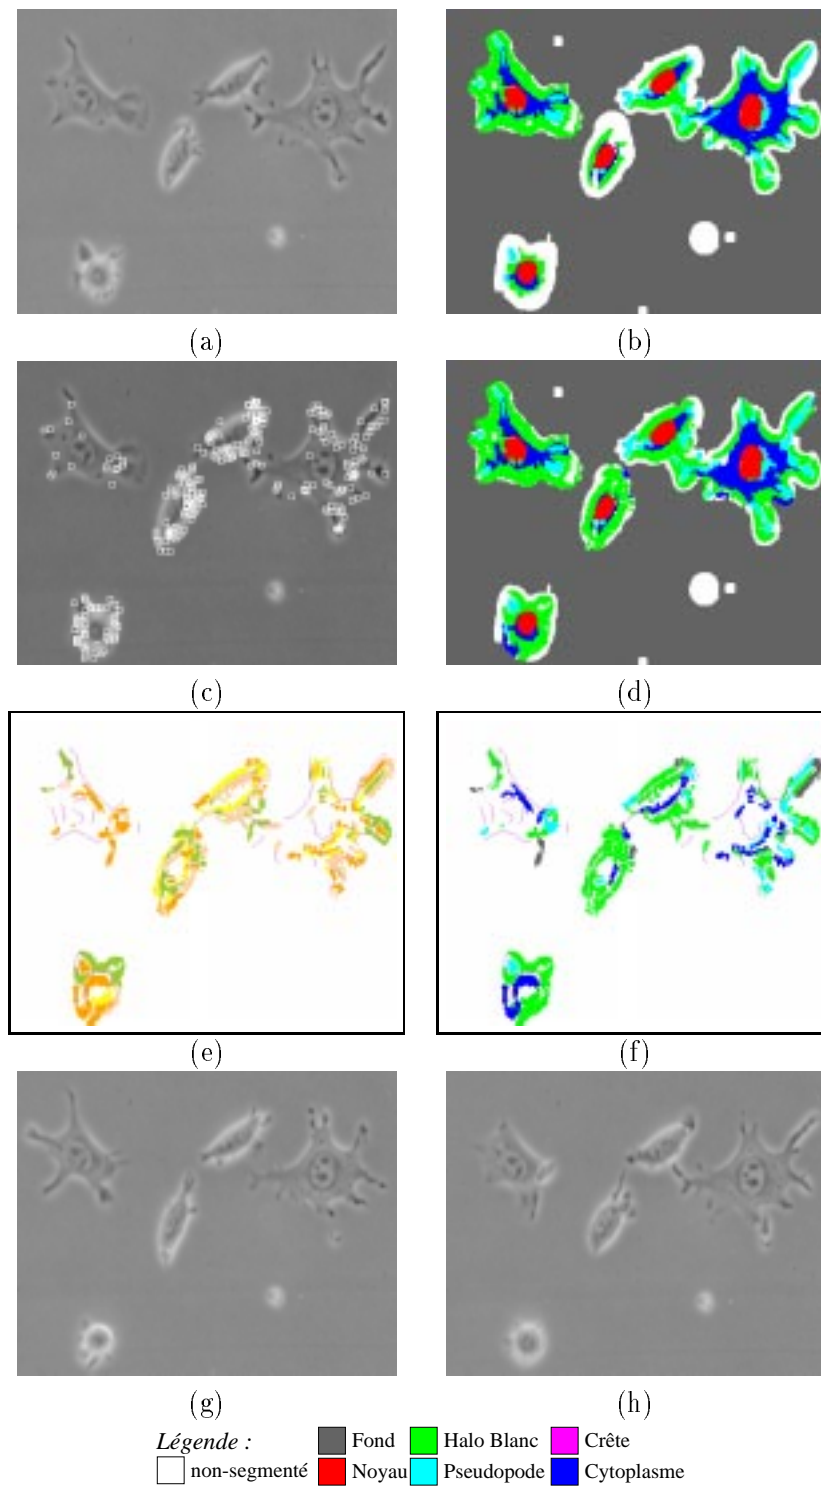 (a) (b)
(c) (d)
(e) (f)
(g) (h)
Légende : Fond Halo Blanc Crête
non-segmenté Noyau Pseudopode Cytoplasme